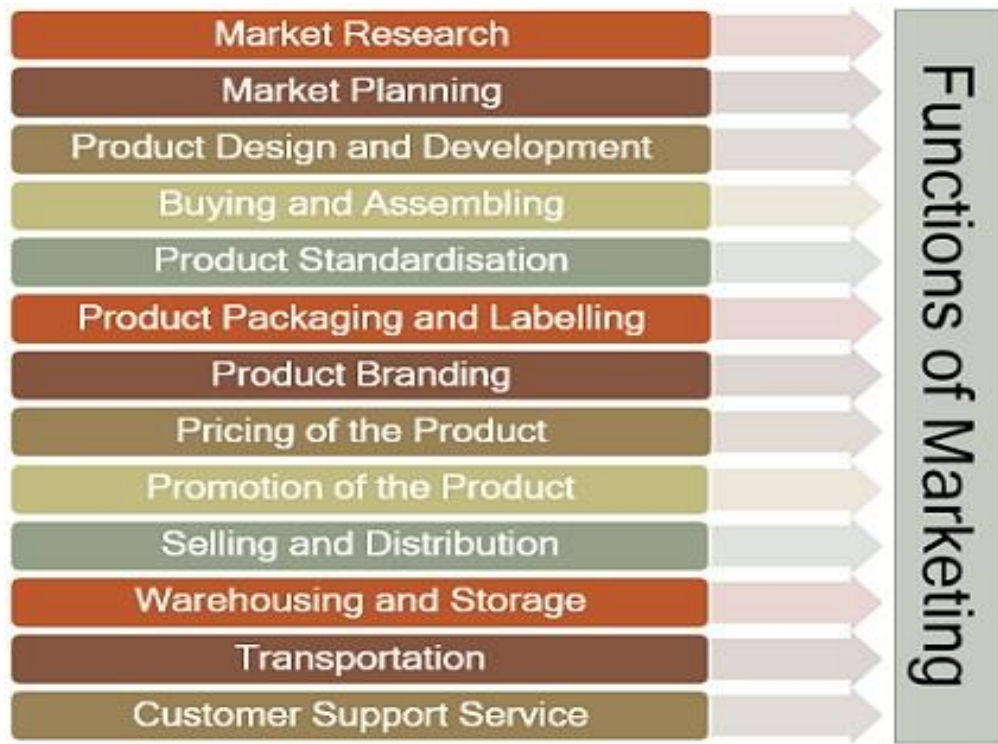 Market Research
Market Planning
Product Design and Development
Buying and Assembling
Product Standardisation
Product Packaging and Labelling
Product Branding
Pricing of the Product
Promotion of the Product
Selling and Distribution
Warehousing and Storage
Transportation
Customer Support Service
Functions of Marketing